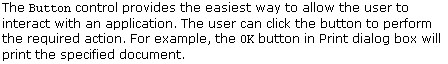 The Button control provides the easiest way to allow the user to
interact with an application. The user can click the button to perform
the required action. For example, the OK button in Print dialog box will
print the specified document.